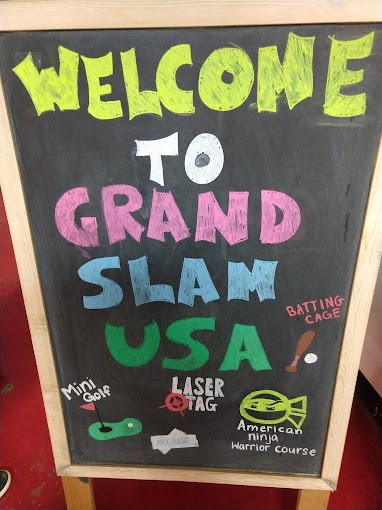 WELCOME
TO
GRAND
SLAM
USA
BATTING
CAGE
Mini
Golf
LASER
TAG
American
ninja
Warrior Course